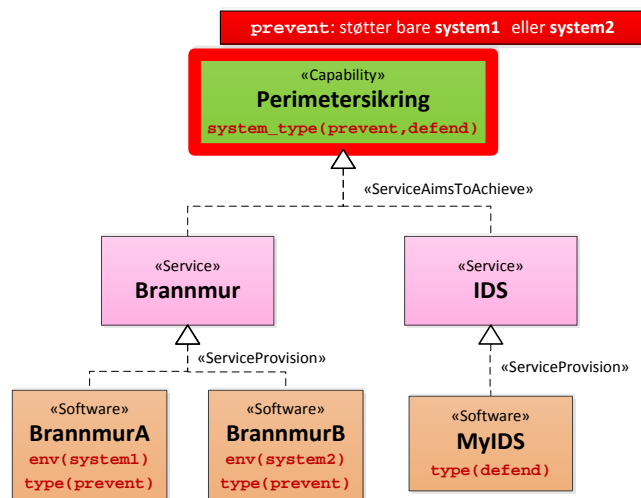 prevent: støtter bare system1 eller system2
«Capability»
Perimetersikring
system_type(prevent,defend)
«ServiceAimsToAchieve»
«Service»
Brannmur
«Service»
IDS
«ServiceProvision»
«ServiceProvision»
«Software»
BrannmurA
env(system1)
type(prevent)
«Software»
BrannmurB
env(system2)
type(prevent)
«Software»
MyIDS
type(defend)